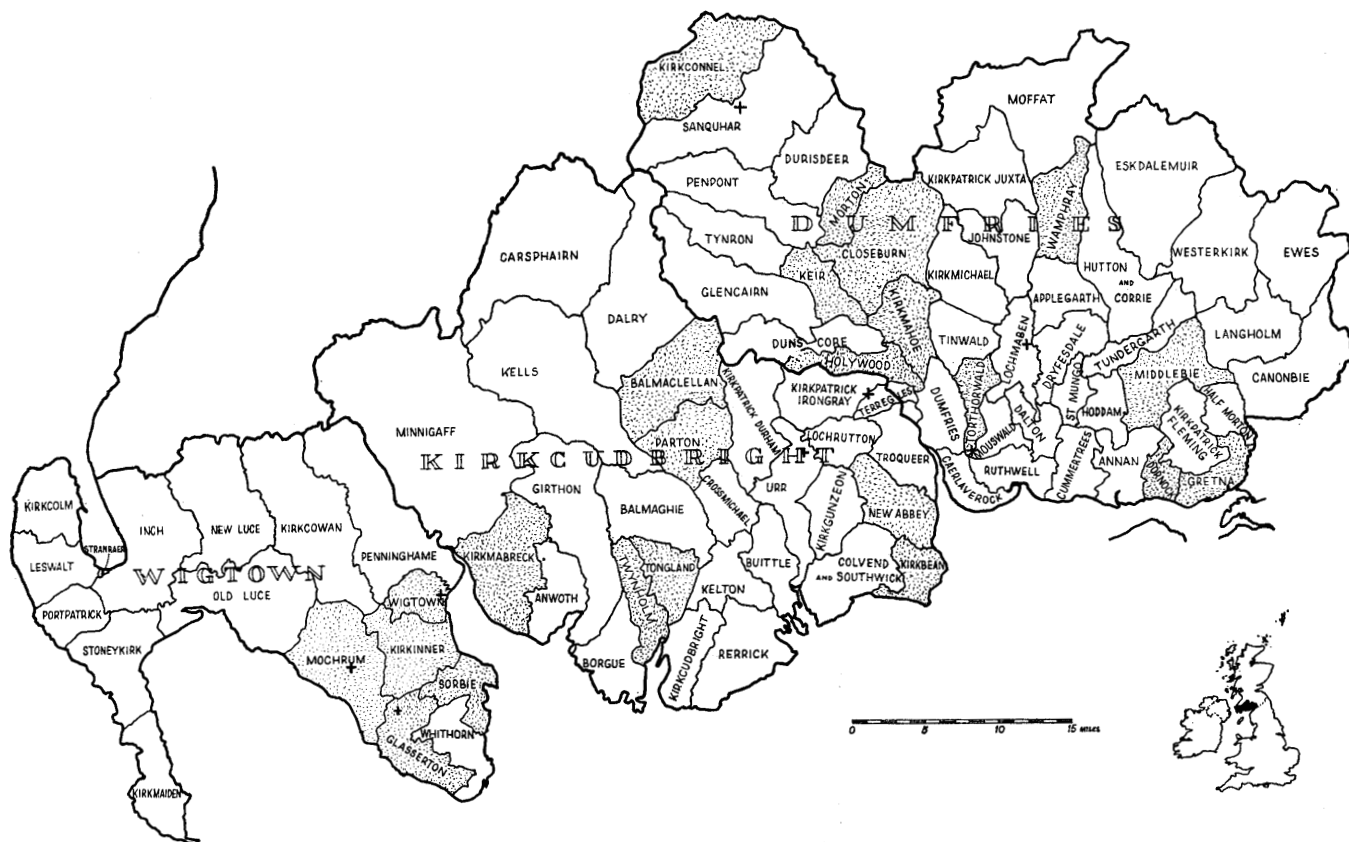 KIRKCONNEL
SANQUHAR
MOFFAT
DURISDEER
PENPONT
MORTON
KIRKPATRICK JUXTA
ESKDALEMUIR
DUMFRIES
WAMPHRAY
JOHNSTONE
TYNRON
CLOSEBURN
CARSPHAIRN
KEIR
KIRKMICHAEL
HUTTON
AND
CORRIE
WESTERKIRK
EWES
GLENCAIRN
APPLEGARTH
DALRY
KIRKMAHOE
DUNSCORE
HOLYWOOD
TINWALD
LOCHMABEN
DRYFESDALE
TUNDERGARTH
LANGHOLM
KELLS
BALMACLELLAN
KIRKPATRICK DURHAM
KIRKPATRICK
IRONGRAY
TERREGLES
DUMFRIES
TORTHORWALD
MOUSWALD
DALTON
ST MUNGO
HODDAM
MIDDLEBIE
CANONBIE
HALF MORTON
KIRKPATRICK
FLEMING
MINNIGAFF
PARTON
LOCHRUTTON
TROQUEER
CAERLAVEROCK
RUTHWELL
CUMMERTREES
ANNAN
DORNOCK
GRETNA
KIRKCUDBRIGHT
GIRTHON
CROSSMICHAEL
URR
KIRKGUNZEON
NEW ABBEY
BALMAGHIE
KIRKCOLM
INCH
NEW LUCE
KIRKCOWAN
STRANRAER
LESWALT
PENNINGHAME
KIRKMABRECK
TWYNHOLM
TONGLAND
BUITTLE
COLVEND
AND SOUTHWICK
KIRKBEAN
WIGTOWN
OLD LUCE
WIGTOWN
ANWOTH
KELTON
PORTPATRICK
STONEYKIRK
MOCHRUM
KIRKINNER
BORGUE
KIRKCUDBRIGHT
RERRICK
SORBIE
WHITHORN
GLASSERTON
KIRKMAIDEN
0 5 10 15 MILES